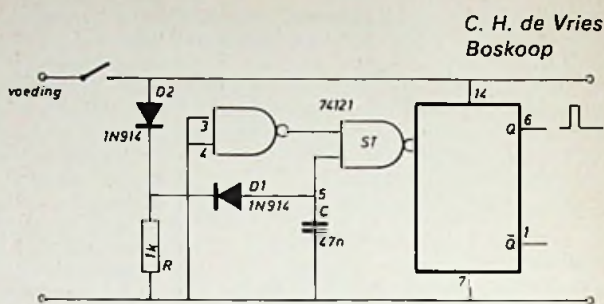 C. H. de Vries
Boskoop
voeding
D2
1N914
3
4
74121
ST
14
Q 6
D1
1N914
5
C
47n
1k
R
Q̅ 1
7